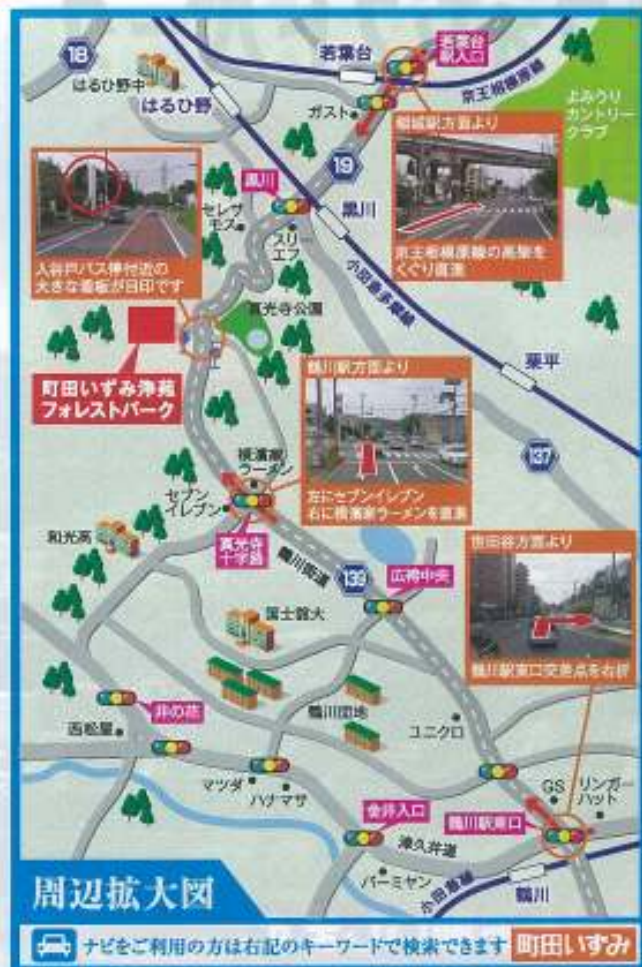 18
はるひ野中
はるひ野
若葉台
若葉台
駅入口
京王相模原線
よみうり
カントリー
クラブ
ガスト
19
稲城駅方面より
京王相模原線の高架を
くぐり直進
黒川
セレサ
モス
スリー
エフ
黒川
小田急多摩線
入谷戸バス停付近の
大きな看板が目印です
真光寺公園
町田いずみ浄苑
フォレストパーク
栗平
137
鶴川駅方面より
左にセブンイレブン
右に横濱家ラーメンを直進
横濱家
ラーメン
セブン
イレブン
真光寺
十字路
和光高
鶴川街道
139
広袴中央
世田谷方面より
鶴川駅東口交差点を右折
国士舘大
鶴川団地
井の花
西松屋
ユニクロ
マツダ
ハナマサ
GS
リンガー
ハット
金井入口
鶴川駅東口
津久井道
バーミヤン
小田急線
鶴川
周辺拡大図
ナビをご利用の方は右記のキーワードで検索できます
町田いずみ